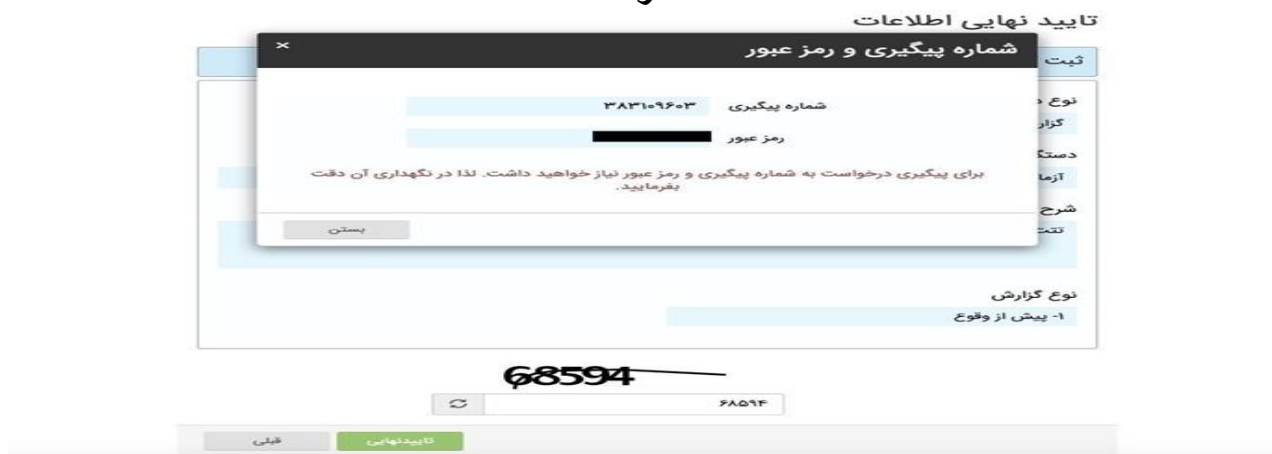 تایید نهایی اطلاعات
شماره پیگیری و رمز عبور
×
ثبت
شماره پیگیری ۳۸۳۱۰۹۶۰۳
رمز عبور
برای پیگیری درخواست به شماره پیگیری و رمز عبور نیاز خواهید داشت. لذا در نگهداری آن دقت
بفرمایید.
بستن
نوع
گزار
دستگ
آزما
شرح
تتت
نوع گزارش
۱- پیش از وقوع
68594
۶۸۵۹۴
تاییدنهایی
قبلی